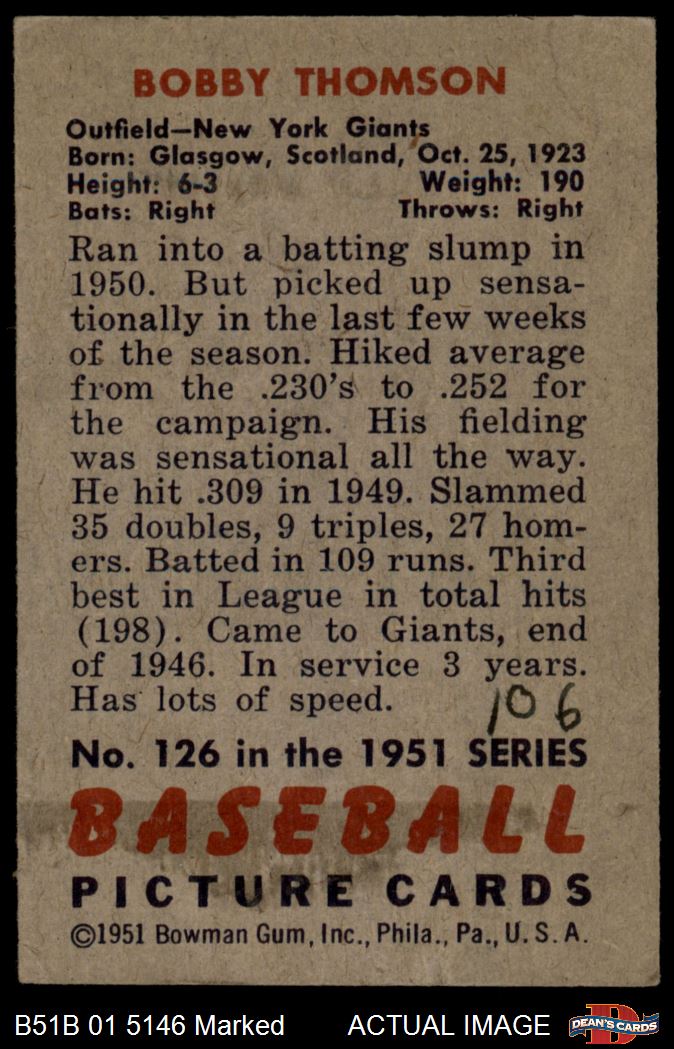 BOBBY THOMSON
Outfield—New York Giants
Born: Glasgow, Scotland, Oct. 25, 1923
Height: 6-3 Weight: 190
Bats: Right Throws: Right
Ran into a batting slump in
1950. But picked up sensa-
tionally in the last few weeks
of the season. Hiked average
from the .230's to .252 for
the campaign. His fielding
was sensational all the way.
He hit .309 in 1949. Slammed
35 doubles, 9 triples, 27 hom-
ers. Batted in 109 runs. Third
best in League in total hits
(198). Came to Giants, end
of 1946. In service 3 years.
Has lots of speed.
106
No. 126 in the 1951 SERIES
BASEBALL
PICTURE CARDS
©1951 Bowman Gum, Inc., Phila., Pa., U. S. A.
B51B 01 5146 Marked ACTUAL IMAGE
D
DEAN'S CARDS